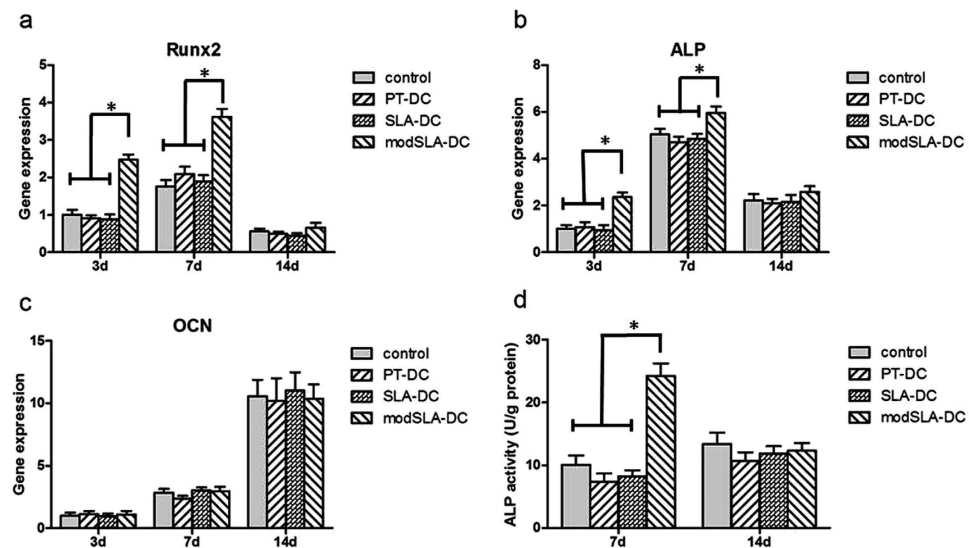 a
Runx2
Gene expression
5
4
3
2
1
0
*
*
3d
7d
14d
control
PT-DC
SLA-DC
modSLA-DC
b
ALP
Gene expression
8
6
4
2
0
*
*
3d
7d
14d
control
PT-DC
SLA-DC
modSLA-DC
c
OCN
Gene expression
15
10
5
0
3d
7d
14d
control
PT-DC
SLA-DC
modSLA-DC
d
ALP activity (U/g protein)
30
20
10
0
*
7d
14d
control
PT-DC
SLA-DC
modSLA-DC